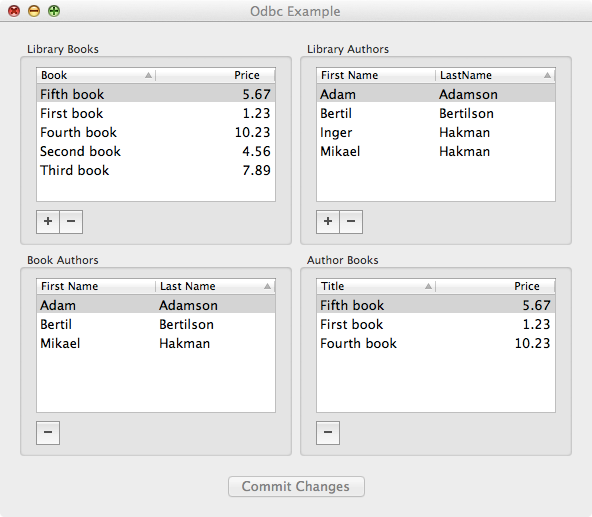 Odbc Example
Library Books
Book Price
Fifth book 5.67
First book 1.23
Fourth book 10.23
Second book 4.56
Third book 7.89
+ −
Library Authors
First Name LastName
Adam Adamson
Bertil Bertilson
Inger Hakman
Mikael Hakman
+ −
Book Authors
First Name Last Name
Adam Adamson
Bertil Bertilson
Mikael Hakman
−
Author Books
Title Price
Fifth book 5.67
First book 1.23
Fourth book 10.23
−
Commit Changes